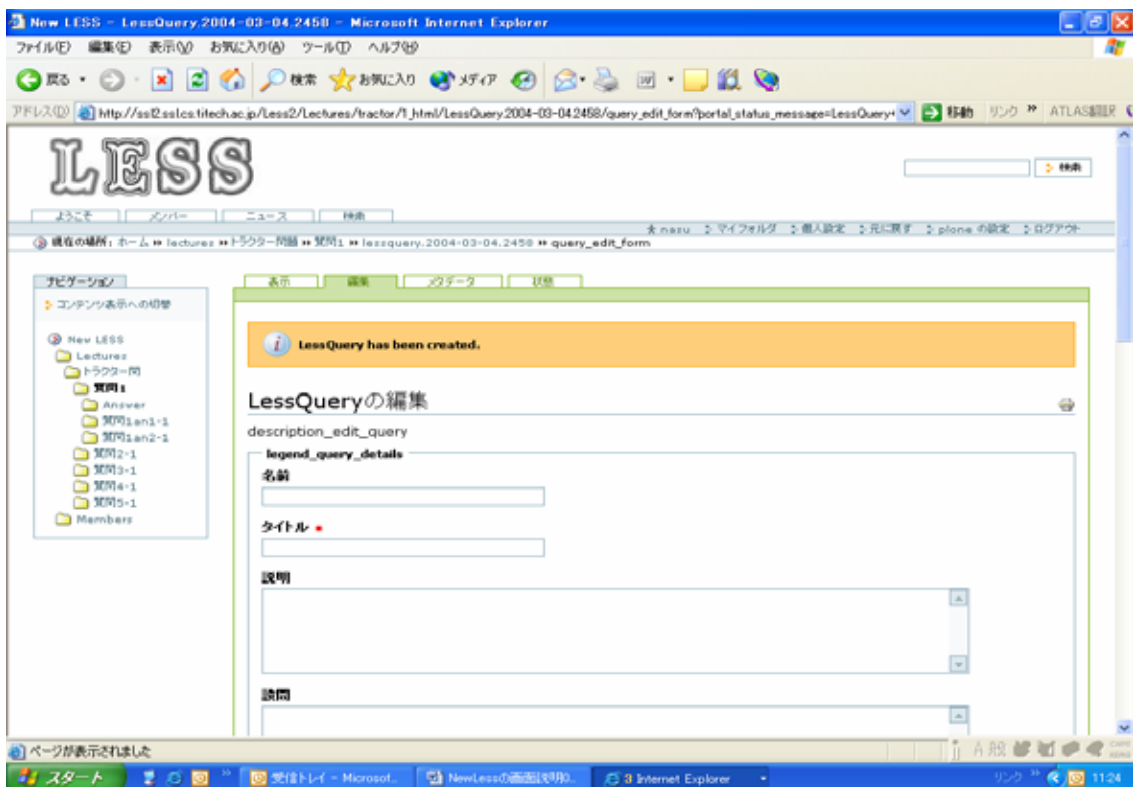 New LESS - LessQuery.2004-03-04.2458 - Microsoft Internet Explorer
ファイル(F) 編集(E) 表示(V) お気に入り(A) ツール(T) ヘルプ(H)
戻る 検索 お気に入り メディア
アドレス(D) http://ssl2.sslcs.titech.ac.jp/Less2/Lectures/tractor/1_html/LessQuery.2004-03-04.2458/query_edit_form?portal_status_message=LessQuery+ 移動 リンク » ATLAS翻訳
LESS
検索
ようこそ メンバー ニュース 検索
nasu マイフォルダ 個人設定 元に戻す plone の設定 ログアウト
現在の場所: ホーム » lectures » トラクター問題 » 質問1 » lessquery.2004-03-04.2458 » query_edit_form
ナビゲーション
コンテンツ表示への切替
New LESS
Lectures
トラクター問
質問1
Answer
質問1an1-1
質問1an2-1
質問2-1
質問3-1
質問4-1
質問5-1
Members
表示 編集 メタデータ 状態
LessQuery has been created.
LessQueryの編集
description_edit_query
legend_query_details
名前
タイトル
説明
設問
ページが表示されました
A 般
スタート » 受信トレイ - Microsof... NewLessの画面説明0... 3 Internet Explorer リンク » 11:24